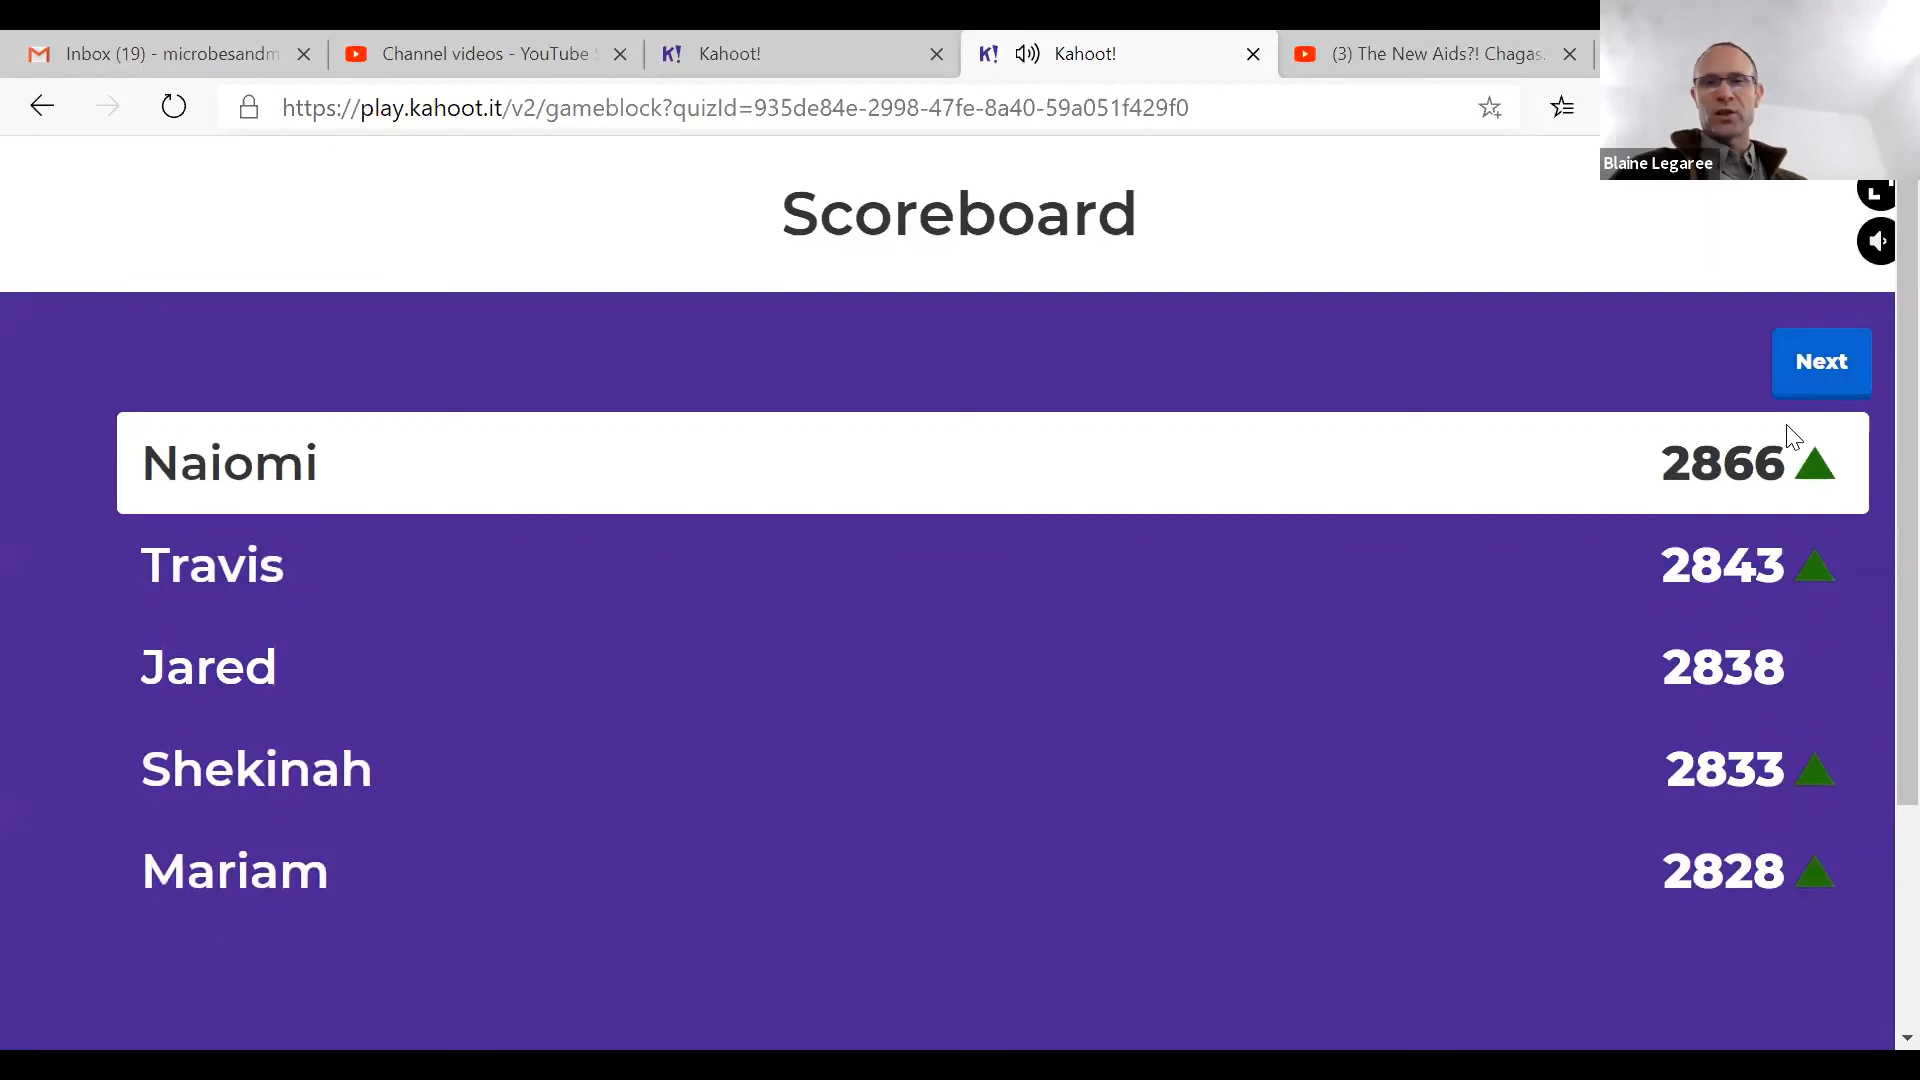 Inbox (19) - microbesandm
Channel videos - YouTube
K! Kahoot!
K! Kahoot!
(3) The New Aids?! Chagas.
https://play.kahoot.it/v2/gameblock?quizId=935de84e-2998-47fe-8a40-59a051f429f0
Blaine Legaree
Scoreboard
Next
Naiomi 2866
Travis 2843
Jared 2838
Shekinah 2833
Mariam 2828